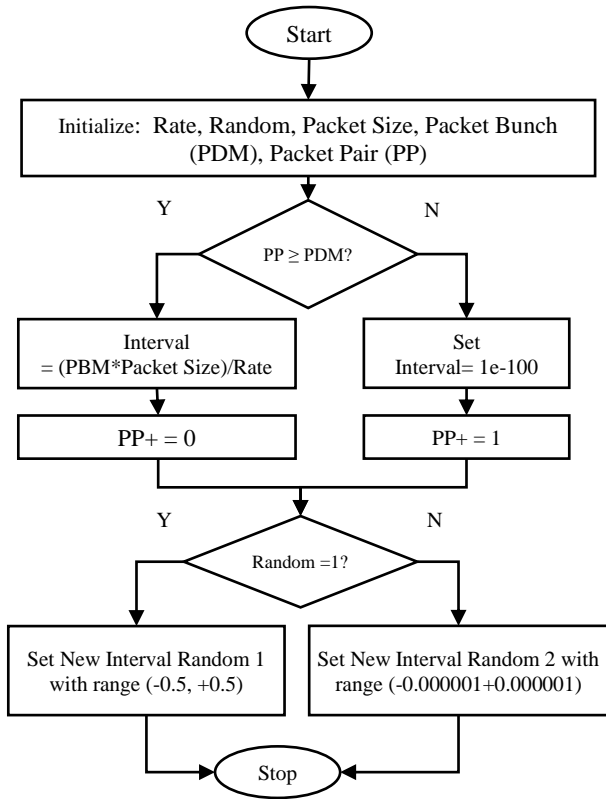 Start
Initialize: Rate, Random, Packet Size, Packet Bunch
(PDM), Packet Pair (PP)
Y
N
PP ≥ PDM?
Interval
= (PBM*Packet Size)/Rate
Set
Interval= 1e-100
PP+ = 0
PP+ = 1
Y
N
Random =1?
Set New Interval Random 1
with range (-0.5, +0.5)
Set New Interval Random 2 with
range (-0.000001+0.000001)
Stop